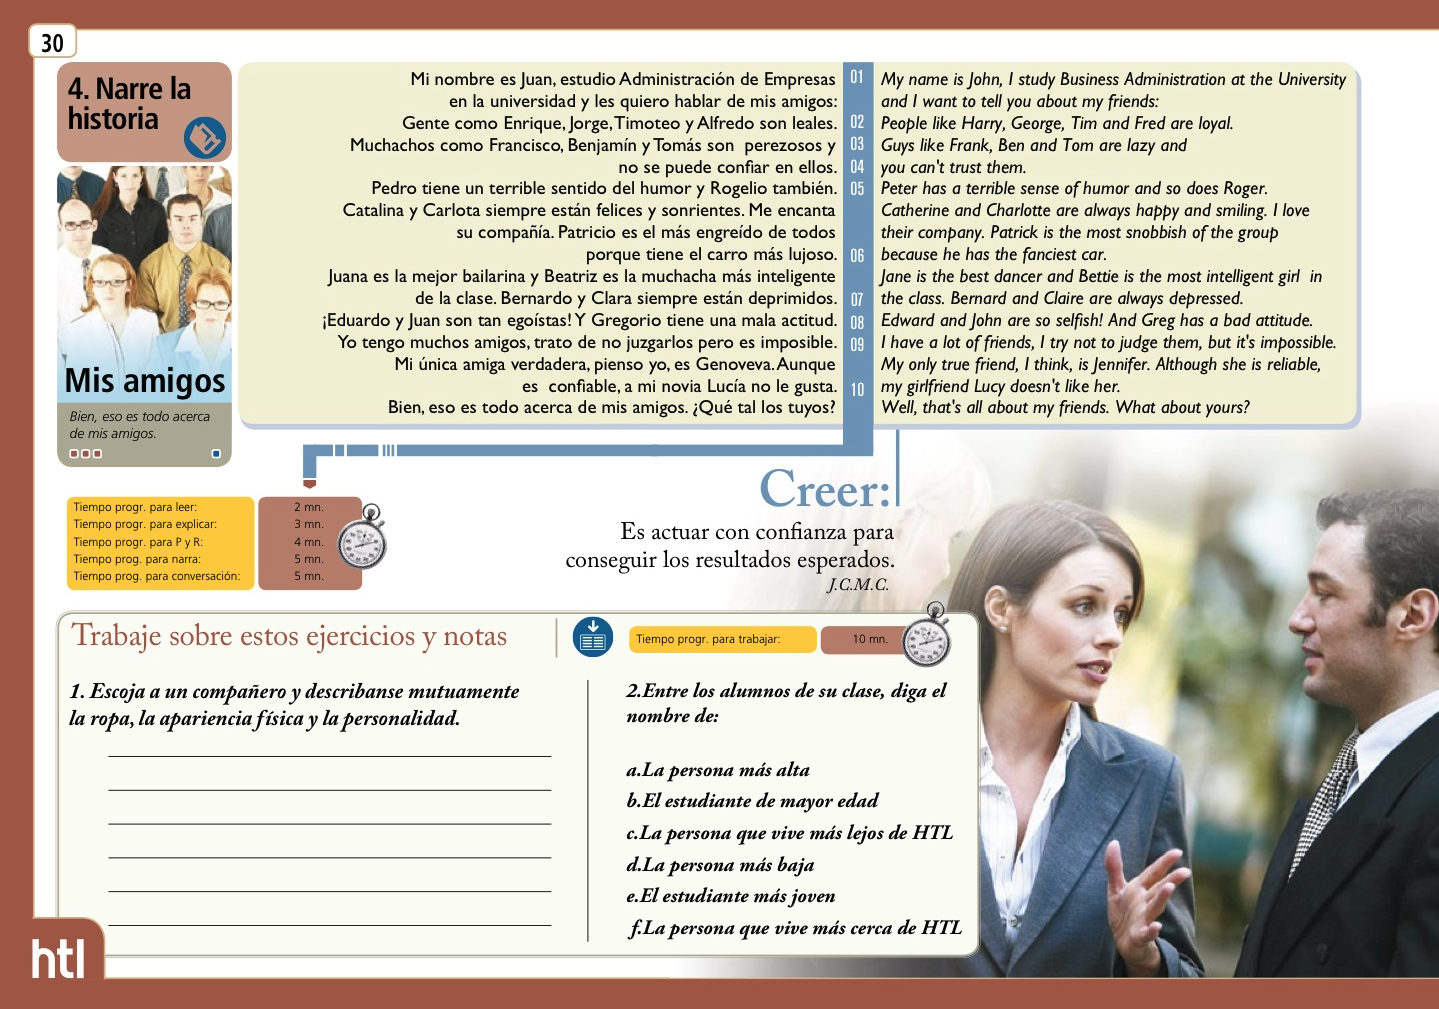 30
4. Narre la
historia
Mis amigos
Bien, eso es todo acerca
de mis amigos.
Mi nombre es Juan, estudio Administración de Empresas
en la universidad y les quiero hablar de mis amigos:
Gente como Enrique, Jorge, Timoteo y Alfredo son leales.
Muchachos como Francisco, Benjamín y Tomás son perezosos y
no se puede confiar en ellos.
Pedro tiene un terrible sentido del humor y Rogelio también.
Catalina y Carlota siempre están felices y sonrientes. Me encanta
su compañía. Patricio es el más engreído de todos
porque tiene el carro más lujoso.
Juana es la mejor bailarina y Beatriz es la muchacha más inteligente
de la clase. Bernardo y Clara siempre están deprimidos.
¡Eduardo y Juan son tan egoístas! Y Gregorio tiene una mala actitud.
Yo tengo muchos amigos, trato de no juzgarlos pero es imposible.
Mi única amiga verdadera, pienso yo, es Genoveva. Aunque
es confiable, a mi novia Lucía no le gusta.
Bien, eso es todo acerca de mis amigos. ¿Qué tal los tuyos?
01
02
03
04
05
06
07
08
09
10
My name is John, I study Business Administration at the University
and I want to tell you about my friends:
People like Harry, George, Tim and Fred are loyal.
Guys like Frank, Ben and Tom are lazy and
you can't trust them.
Peter has a terrible sense of humor and so does Roger.
Catherine and Charlotte are always happy and smiling. I love
their company. Patrick is the most snobbish of the group
because he has the fanciest car.
Jane is the best dancer and Bettie is the most intelligent girl in
the class. Bernard and Claire are always depressed.
Edward and John are so selfish! And Greg has a bad attitude.
I have a lot of friends, I try not to judge them, but it's impossible.
My only true friend, I think, is Jennifer. Although she is reliable,
my girlfriend Lucy doesn't like her.
Well, that's all about my friends. What about yours?
Tiempo progr. para leer: 2 mn.
Tiempo progr. para explicar: 3 mn.
Tiempo progr. para P y R: 4 mn.
Tiempo prog. para narra: 5 mn.
Tiempo prog. para conversación: 5 mn.
Creer:
Es actuar con confianza para
conseguir los resultados esperados.
J.C.M.C.
Trabaje sobre estos ejercicios y notas
Tiempo progr. para trabajar: 10 mn.
1. Escoja a un compañero y describanse mutuamente
la ropa, la apariencia física y la personalidad.
2.Entre los alumnos de su clase, diga el
nombre de:
a.La persona más alta
b.El estudiante de mayor edad
c.La persona que vive más lejos de HTL
d.La persona más baja
e.El estudiante más joven
f.La persona que vive más cerca de HTL
htl